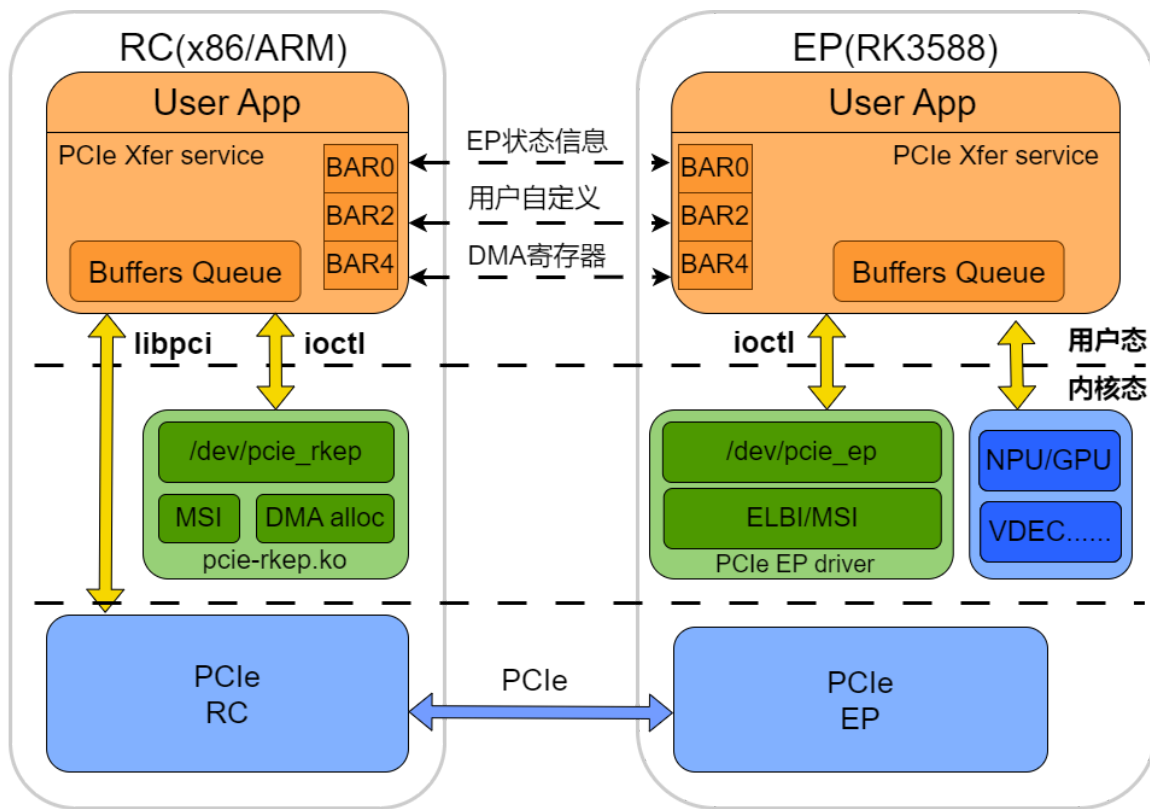 RC(x86/ARM)
User App
PCIe Xfer service
BAR0
BAR2
BAR4
Buffers Queue
EP状态信息
用户自定义
DMA寄存器
EP(RK3588)
User App
PCIe Xfer service
BAR0
BAR2
BAR4
Buffers Queue
libpci
ioctl
ioctl
用户态
内核态
/dev/pcie_rkep
MSI
DMA alloc
pcie-rkep.ko
/dev/pcie_ep
ELBI/MSI
PCIe EP driver
NPU/GPU
VDEC......
PCIe
RC
PCIe
PCIe
EP